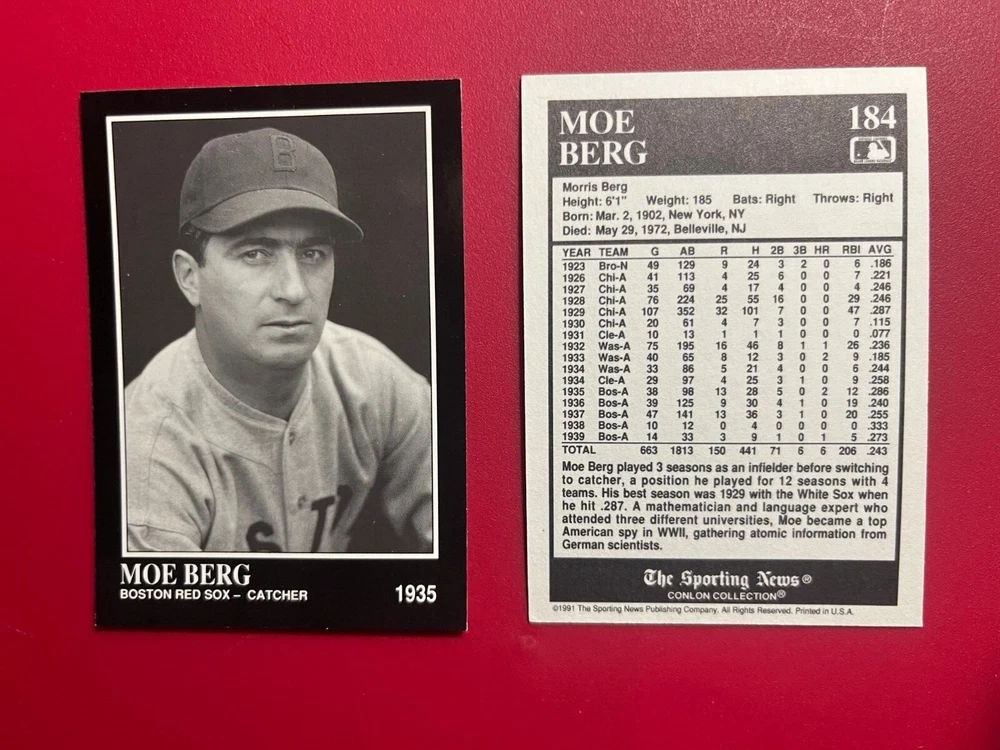 B
S T
MOE BERG
BOSTON RED SOX – CATCHER
1935
MOE
BERG
184
Morris Berg
Height: 6'1" Weight: 185 Bats: Right Throws: Right
Born: Mar. 2, 1902, New York, NY
Died: May 29, 1972, Belleville, NJ
YEAR TEAM G AB R H 2B 3B HR RBI AVG
1923 Bro-N 49 129 9 24 3 2 0 6 .186
1926 Chi-A 41 113 4 25 6 0 0 7 .221
1927 Chi-A 35 69 4 17 4 0 0 4 .246
1928 Chi-A 76 224 25 55 16 0 0 29 .246
1929 Chi-A 107 352 32 101 7 0 0 47 .287
1930 Chi-A 20 61 4 7 3 0 0 7 .115
1931 Cle-A 10 13 1 1 1 0 0 0 .077
1932 Was-A 75 195 16 46 8 1 1 26 .236
1933 Was-A 40 65 8 12 3 0 2 9 .185
1934 Was-A 33 86 5 21 4 0 0 6 .244
1934 Cle-A 29 97 4 25 3 1 0 9 .258
1935 Bos-A 38 98 13 28 5 0 2 12 .286
1936 Bos-A 39 125 9 30 4 1 0 19 .240
1937 Bos-A 47 141 13 36 3 1 0 20 .255
1938 Bos-A 10 12 0 4 0 0 0 0 .333
1939 Bos-A 14 33 3 9 1 0 1 5 .273
TOTAL 663 1813 150 441 71 6 6 206 .243
Moe Berg played 3 seasons as an infielder before switching
to catcher, a position he played for 12 seasons with 4
teams. His best season was 1929 with the White Sox when
he hit .287. A mathematician and language expert who
attended three different universities, Moe became a top
American spy in WWII, gathering atomic information from
German scientists.
The Sporting News®
CONLON COLLECTION®
©1991 The Sporting News Publishing Company. All Rights Reserved. Printed in U.S.A.